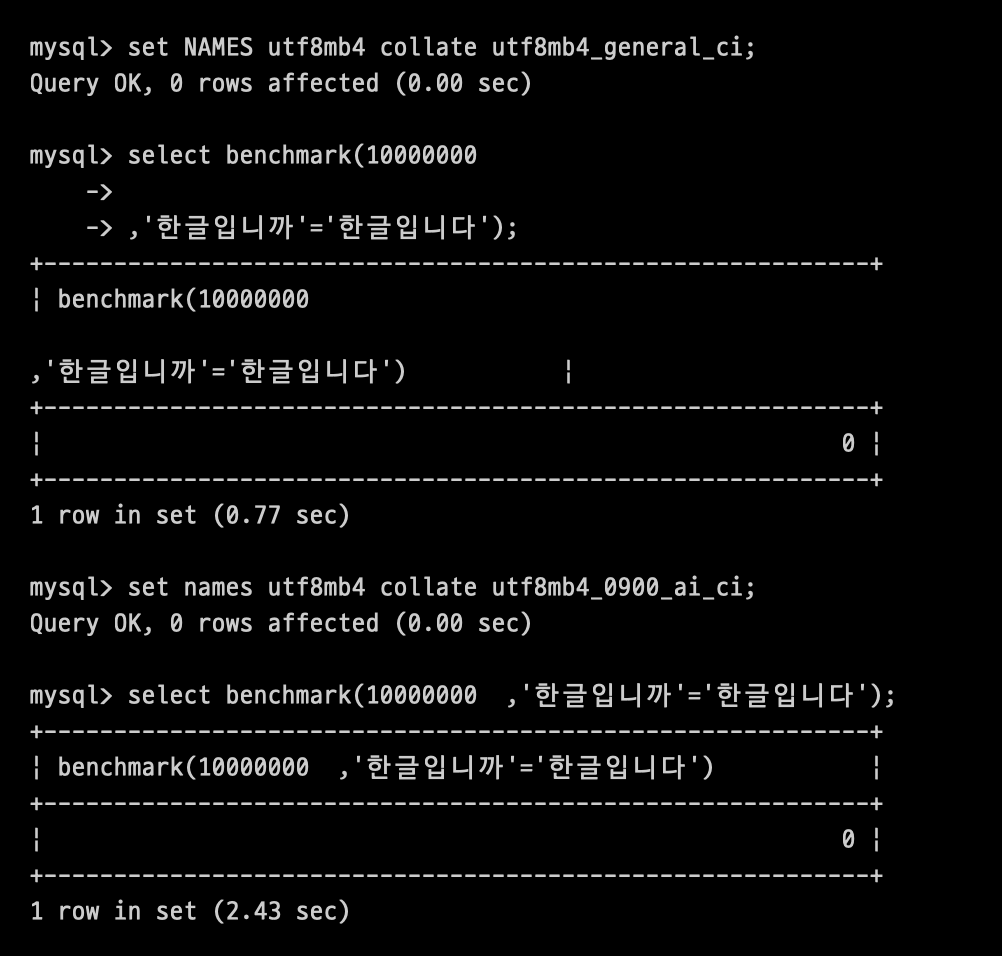 mysql> set NAMES utf8mb4 collate utf8mb4_general_ci;
Query OK, 0 rows affected (0.00 sec)
mysql> select benchmark(10000000
    ->
    -> ,'한글입니까'='한글입니다');
+-----------------------------------------------------------+
¦ benchmark(10000000
,'한글입니까'='한글입니다')           ¦
+-----------------------------------------------------------+
¦                                                         0 ¦
+-----------------------------------------------------------+
1 row in set (0.77 sec)
mysql> set names utf8mb4 collate utf8mb4_0900_ai_ci;
Query OK, 0 rows affected (0.00 sec)
mysql> select benchmark(10000000  ,'한글입니까'='한글입니다');
+-----------------------------------------------------------+
¦ benchmark(10000000  ,'한글입니까'='한글입니다')           ¦
+-----------------------------------------------------------+
¦                                                         0 ¦
+-----------------------------------------------------------+
1 row in set (2.43 sec)